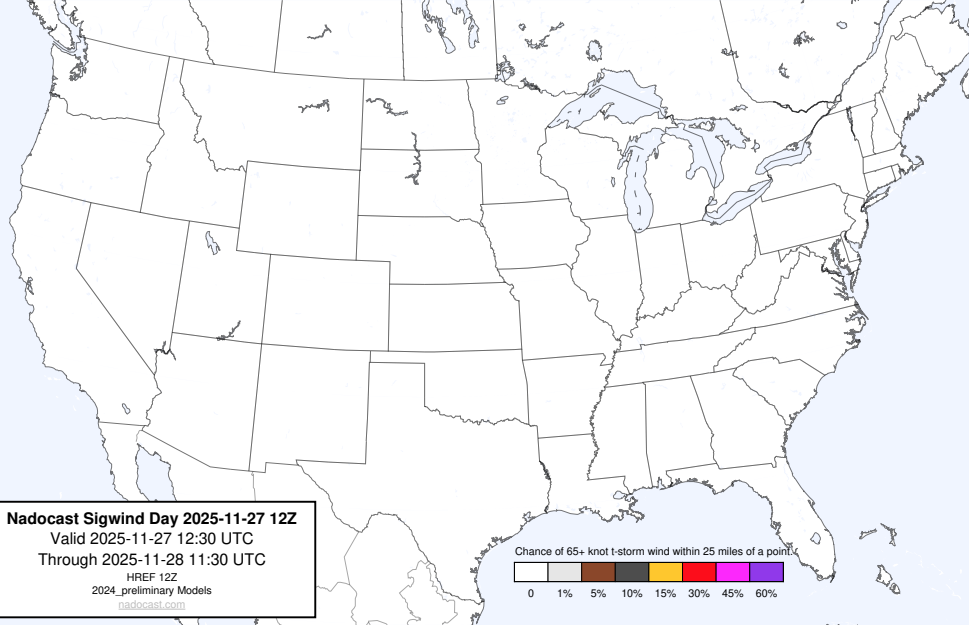 Nadocast Sigwind Day 2025-11-27 12Z
Valid 2025-11-27 12:30 UTC
Through 2025-11-28 11:30 UTC
HREF 12Z
2024_preliminary Models
nadocast.com
Chance of 65+ knot t-storm wind within 25 miles of a point.
0 1% 5% 10% 15% 30% 45% 60%